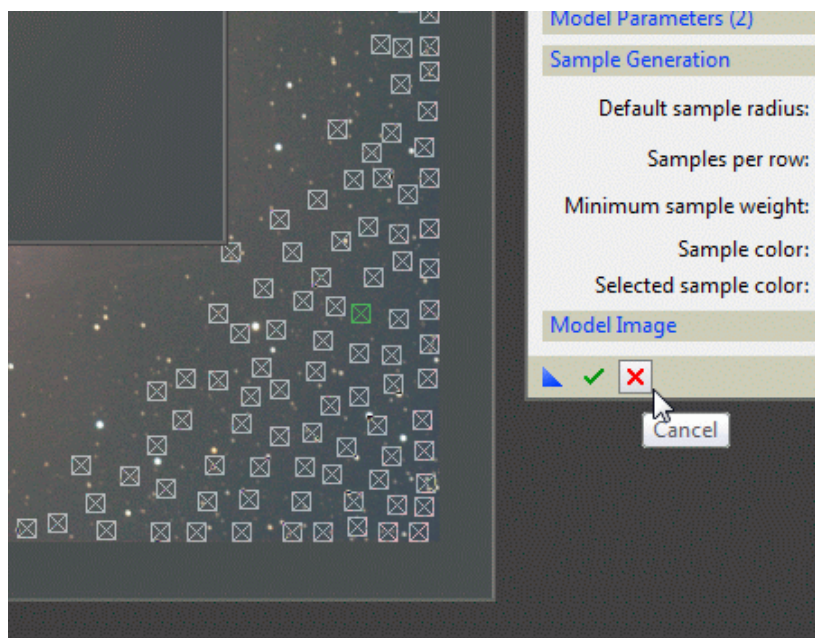 Model Parameters (2)
Sample Generation
Default sample radius:
Samples per row:
Minimum sample weight:
Sample color:
Selected sample color:
Model Image
Cancel